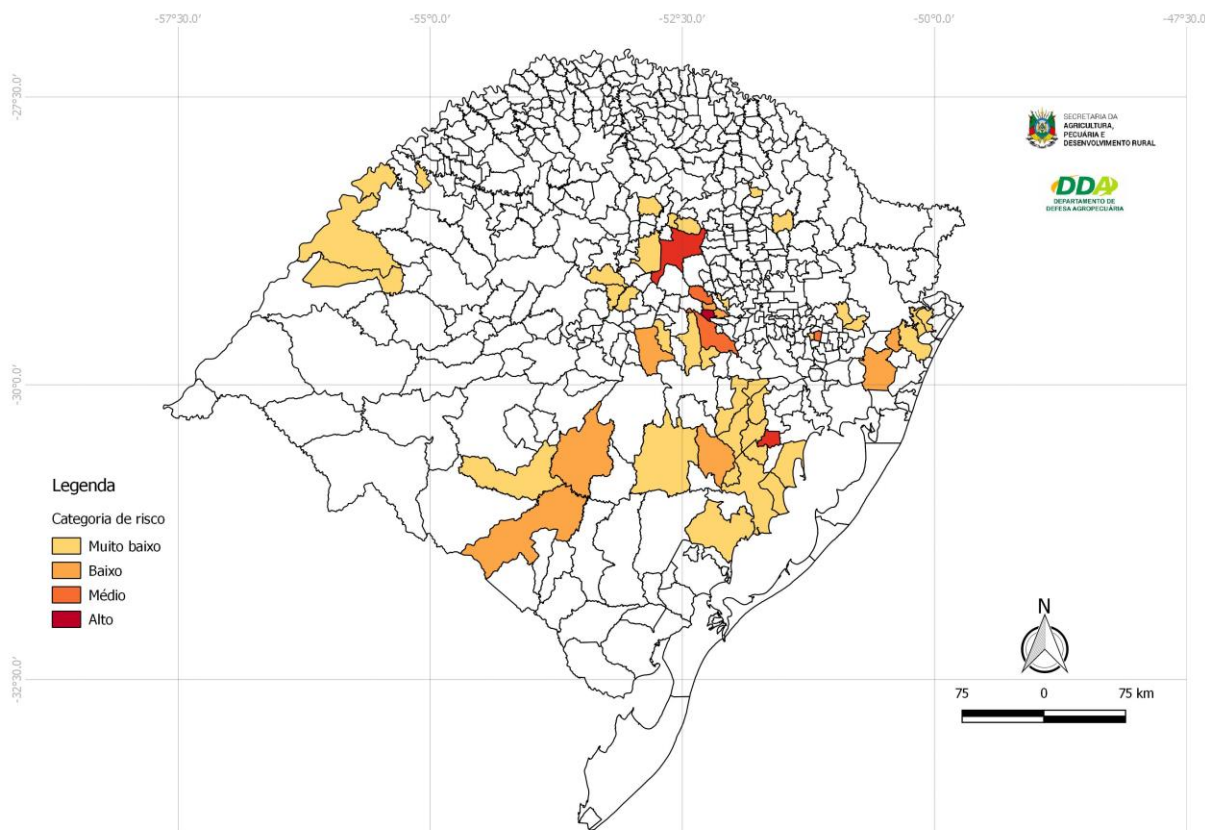 -57°30.0'
-55°0.0'
-52°30.0'
-50°0.0'
-47°30.0'
-27°30.0'
-30°0.0'
-32°30.0'
SECRETARIA DA
AGRICULTURA,
PECUÁRIA E
DESENVOLVIMENTO RURAL
DDA
DEPARTAMENTO DE
DEFESA AGROPECUÁRIA
Legenda
Categoria de risco
Muito baixo
Baixo
Médio
Alto
N
75 0 75 km